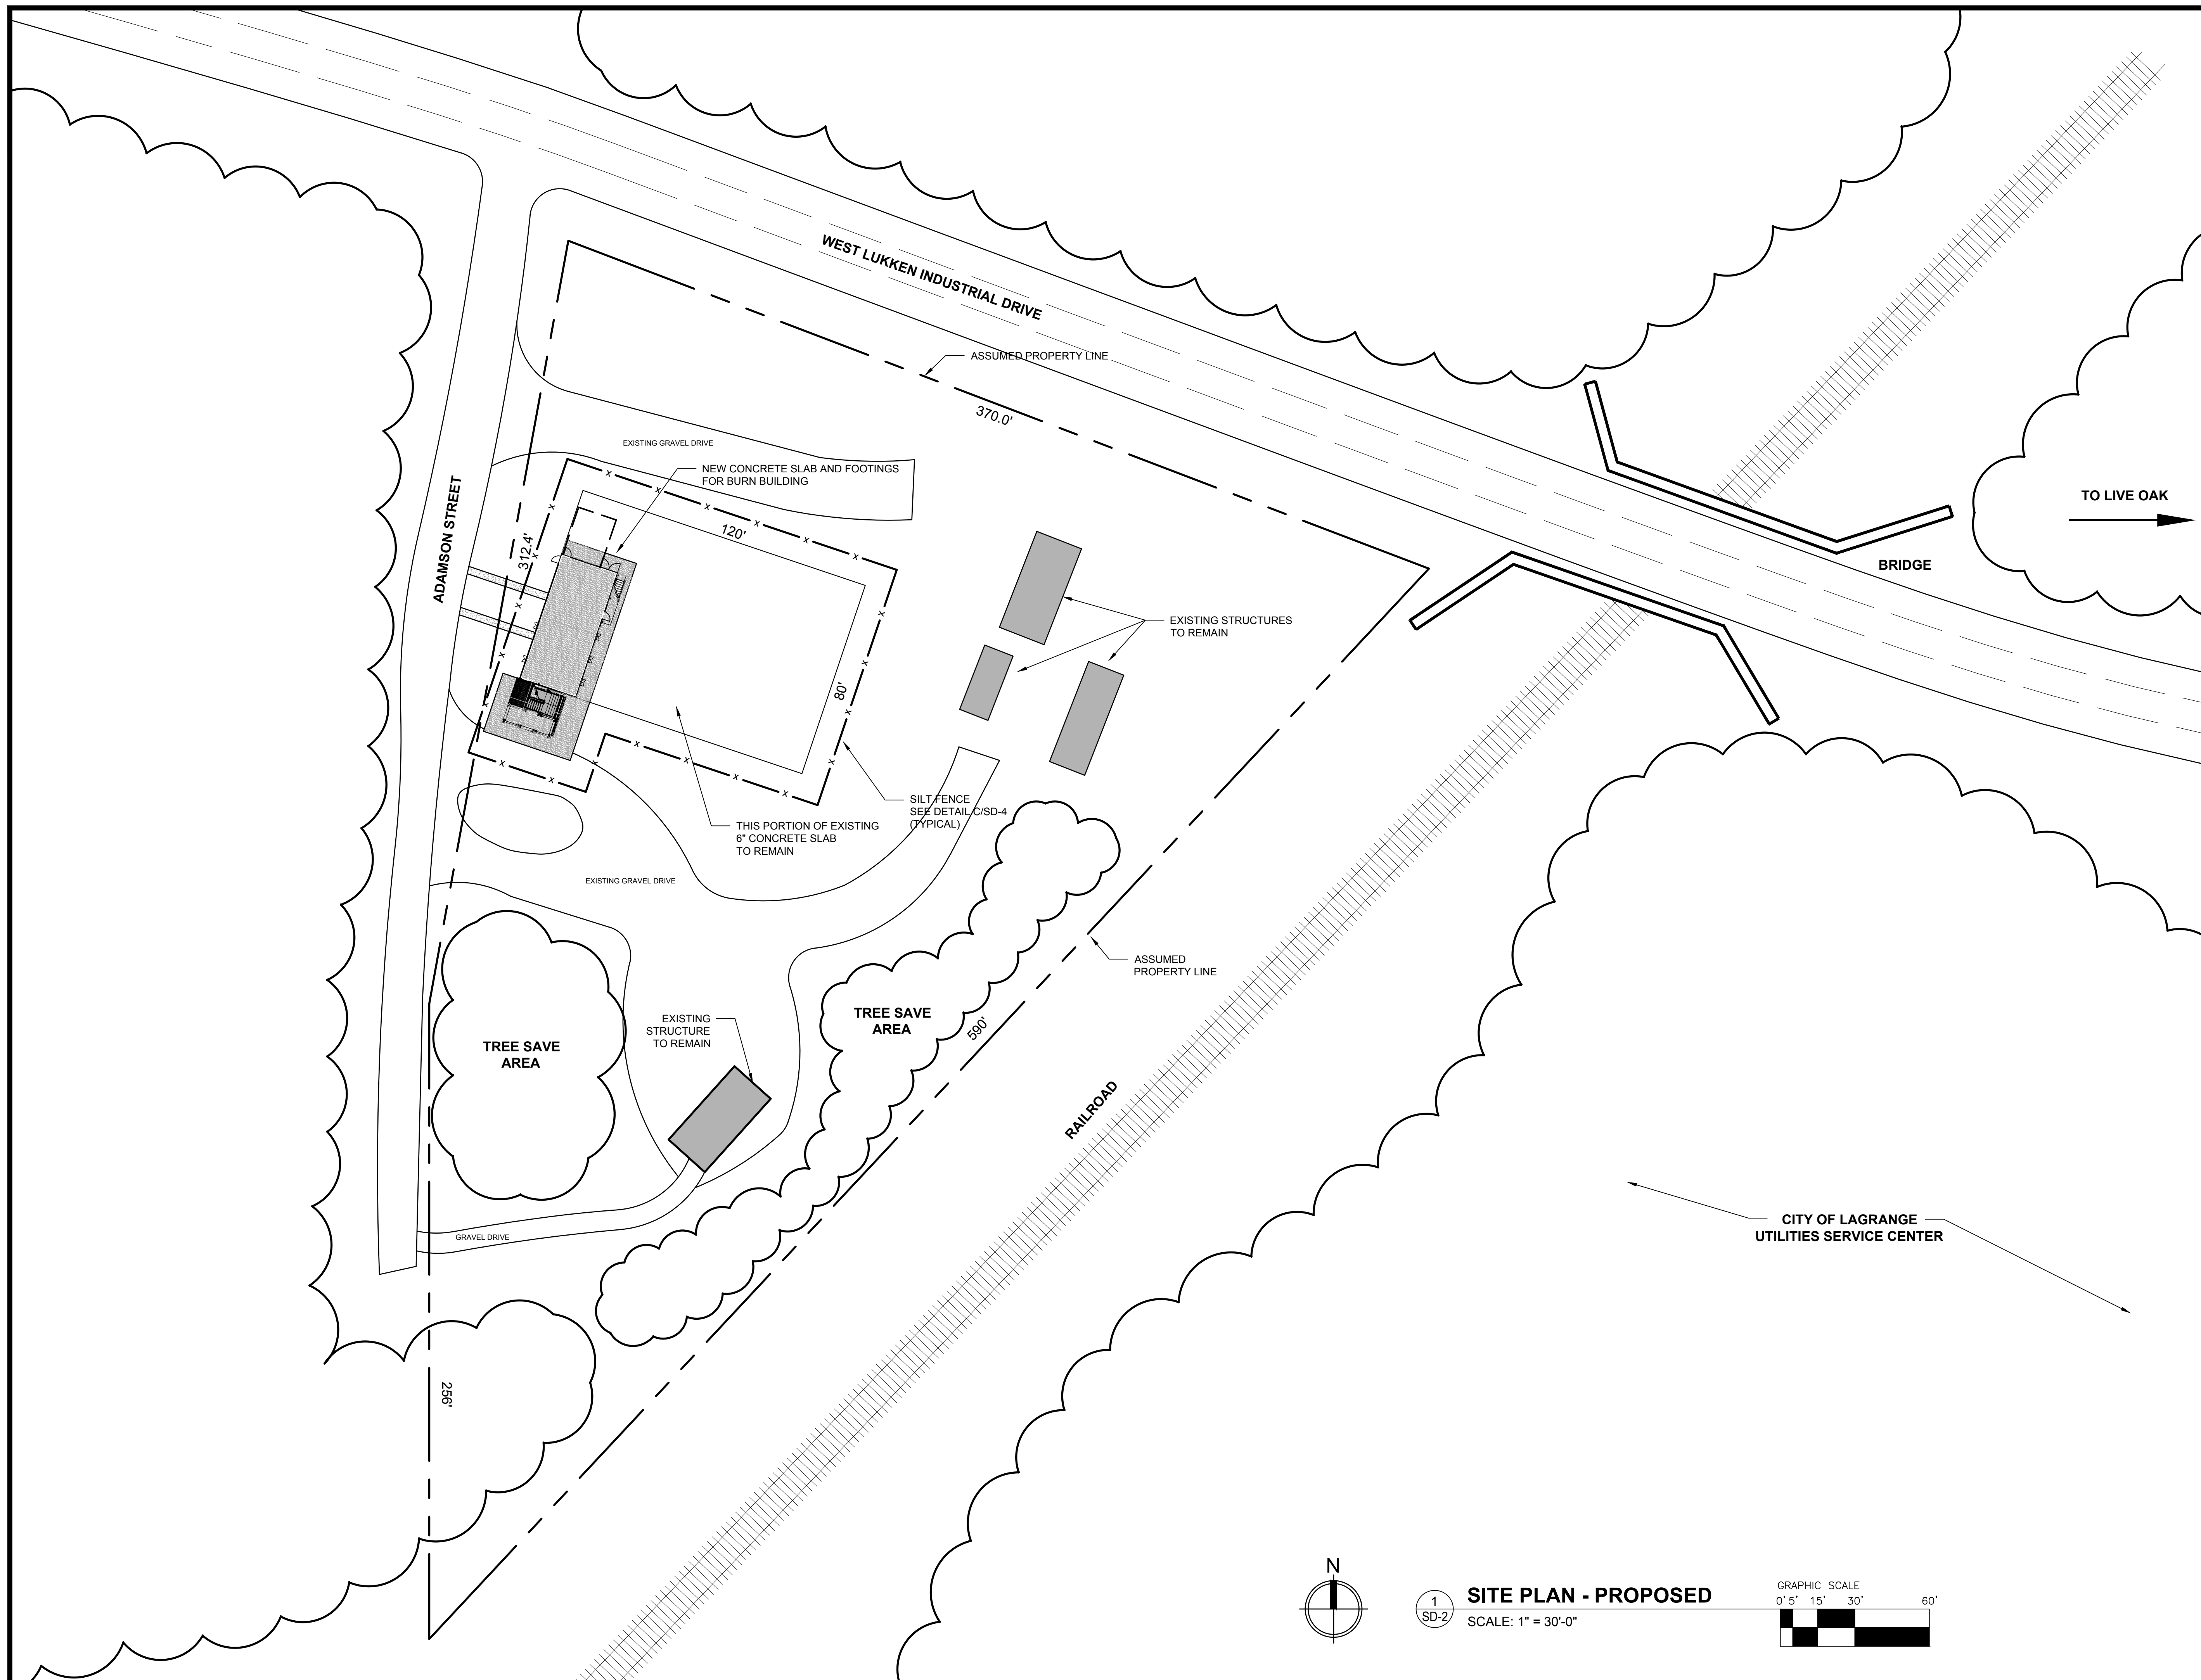 WEST LUKKEN INDUSTRIAL DRIVE
ASSUMED PROPERTY LINE
370.0'
EXISTING GRAVEL DRIVE
NEW CONCRETE SLAB AND FOOTINGS
FOR BURN BUILDING
120'
312.4'
ADAMSON STREET
TO LIVE OAK
BRIDGE
EXISTING STRUCTURES
TO REMAIN
80'
SILT FENCE
SEE DETAIL C/SD-4
(TYPICAL)
THIS PORTION OF EXISTING
6" CONCRETE SLAB
TO REMAIN
EXISTING GRAVEL DRIVE
ASSUMED
PROPERTY LINE
TREE SAVE
AREA
EXISTING
STRUCTURE
TO REMAIN
590'
TREE SAVE
AREA
RAILROAD
CITY OF LAGRANGE
UTILITIES SERVICE CENTER
GRAVEL DRIVE
256'
N
1
SD-2
SITE PLAN - PROPOSED
SCALE: 1" = 30'-0"
GRAPHIC SCALE
0' 5' 15' 30' 60'